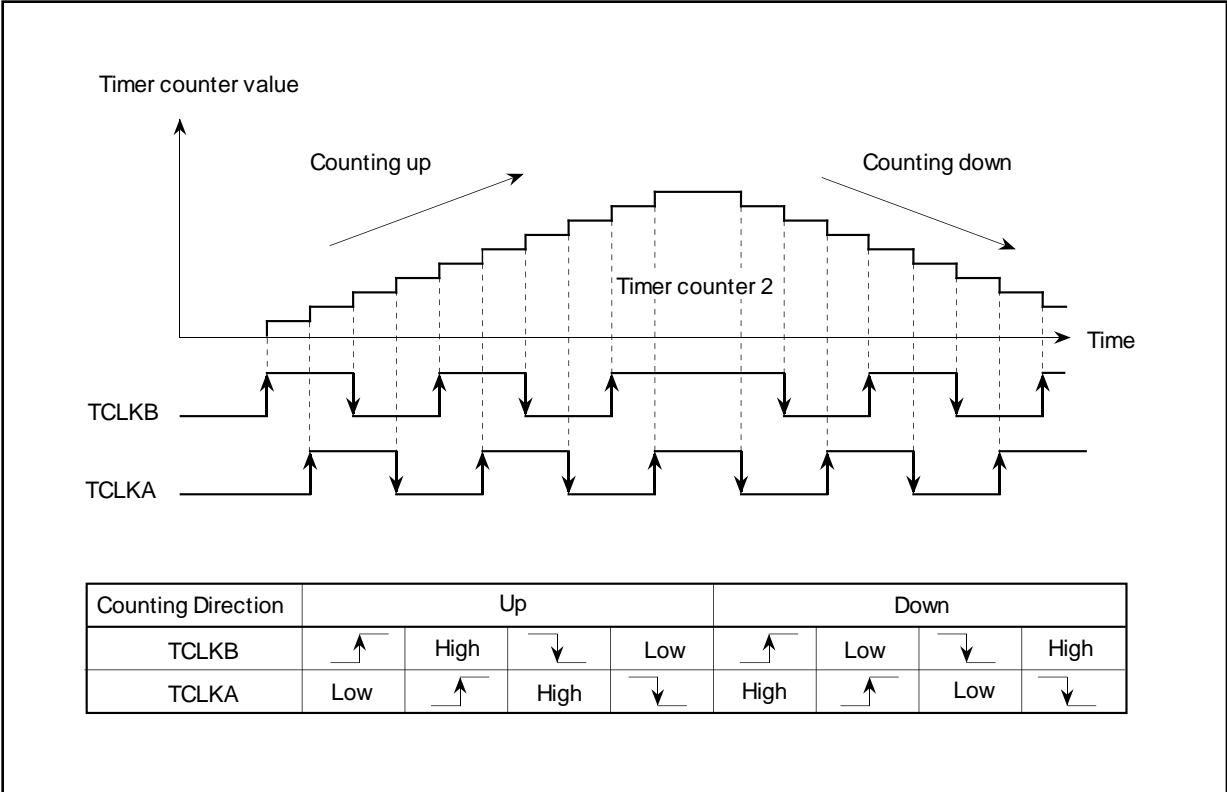 Timer counter value
Counting up
Counting down
Timer counter 2
Time
TCLKB
TCLKA
Counting Direction Up Down
TCLKB High Low Low High
TCLKA Low High High Low